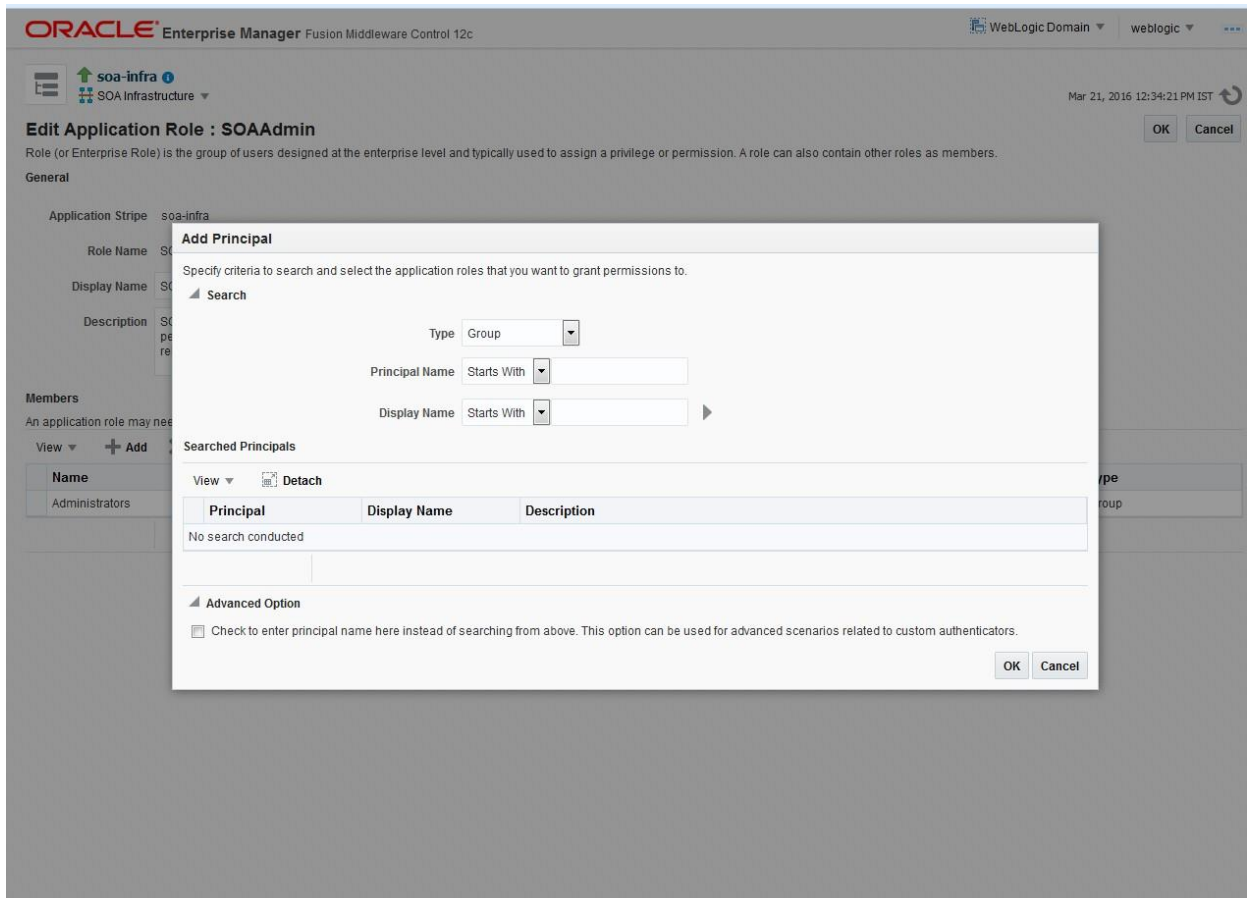 ORACLE Enterprise Manager Fusion Middleware Control 12c
WebLogic Domain weblogic
soa-infra
SOA Infrastructure
Mar 21, 2016 12:34:21 PM IST
Edit Application Role : SOAAdmin
OK Cancel
Role (or Enterprise Role) is the group of users designed at the enterprise level and typically used to assign a privilege or permission. A role can also contain other roles as members.
General
Application Stripe soa-infra
Role Name
Display Name
Description
Members
An application role may
View Add
Name
Administrators
Add Principal
Specify criteria to search and select the application roles that you want to grant permissions to.
Search
Type Group
Principal Name Starts With
Display Name Starts With
Searched Principals
View Detach
Principal Display Name Description
No search conducted
Advanced Option
Check to enter principal name here instead of searching from above. This option can be used for advanced scenarios related to custom authenticators.
OK Cancel